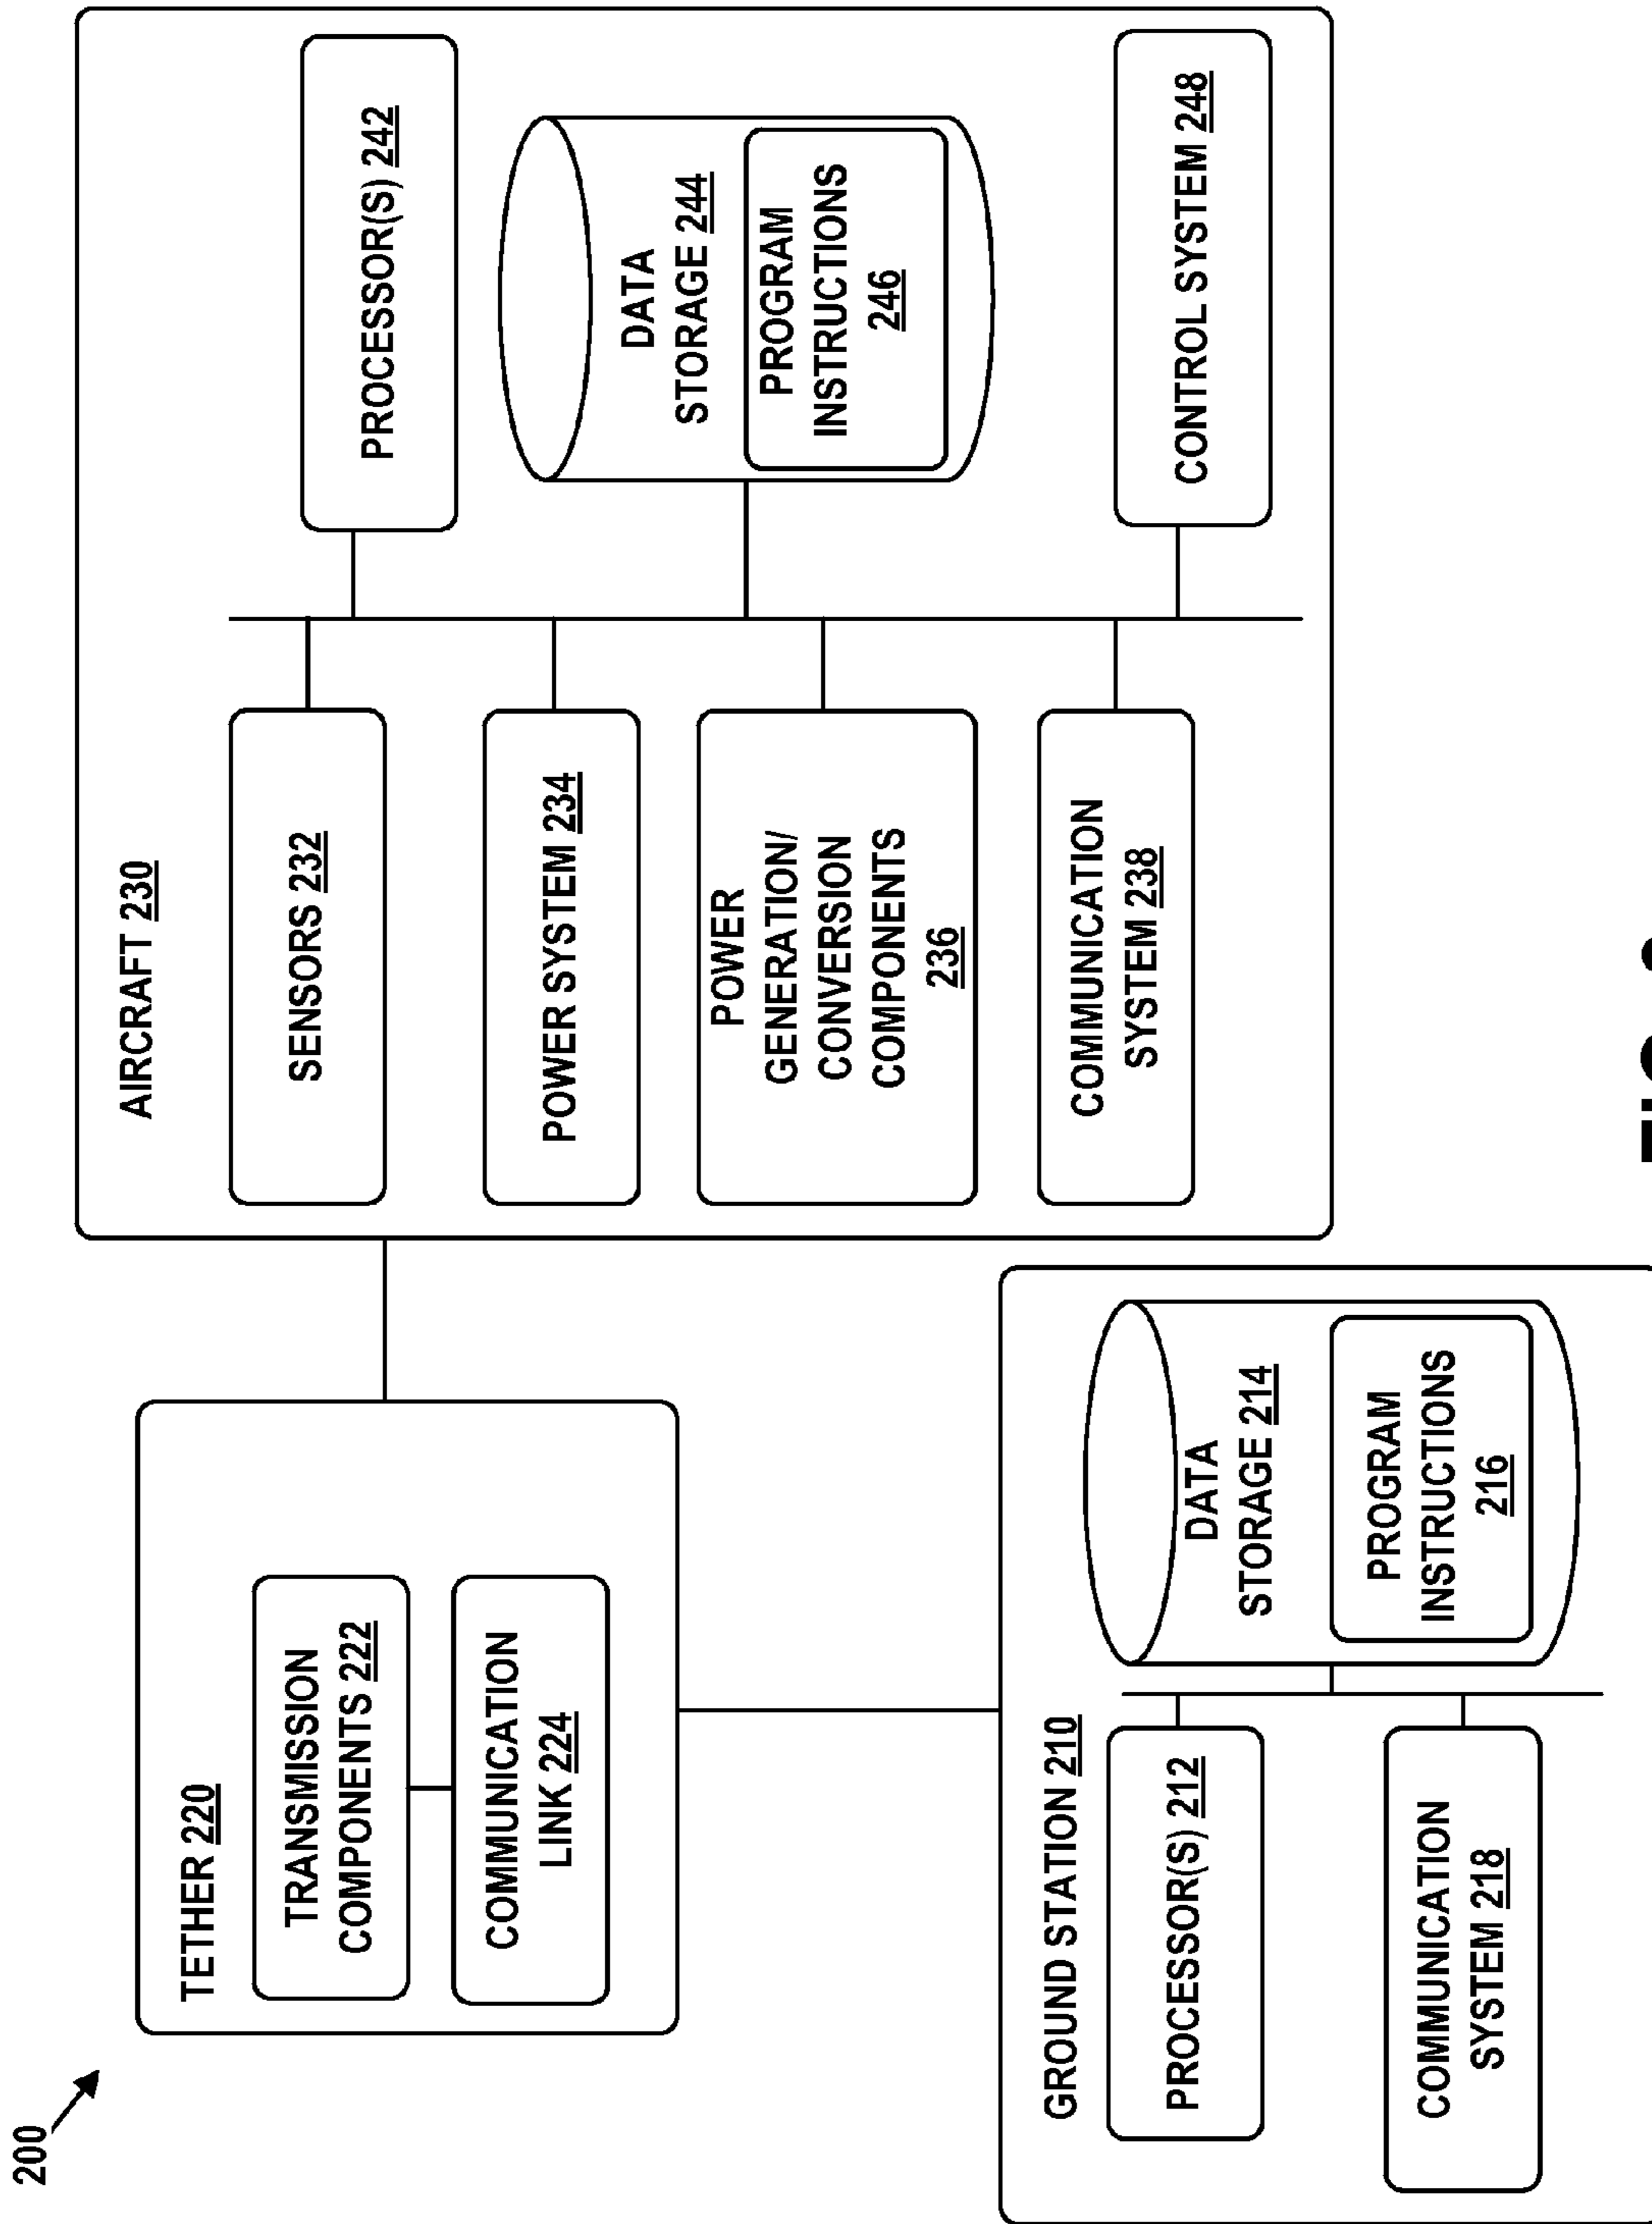 200
TETHER 220
TRANSMISSION
COMPONENTS 222
COMMUNICATION
LINK 224
AIRCRAFT 230
SENSORS 232
POWER SYSTEM 234
POWER
GENERATION/
CONVERSION
COMPONENTS
236
COMMUNICATION
SYSTEM 238
PROCESSOR(S) 242
DATA
STORAGE 244
PROGRAM
INSTRUCTIONS
246
CONTROL SYSTEM 248
GROUND STATION 210
PROCESSOR(S) 212
COMMUNICATION
SYSTEM 218
DATA
STORAGE 214
PROGRAM
INSTRUCTIONS
216